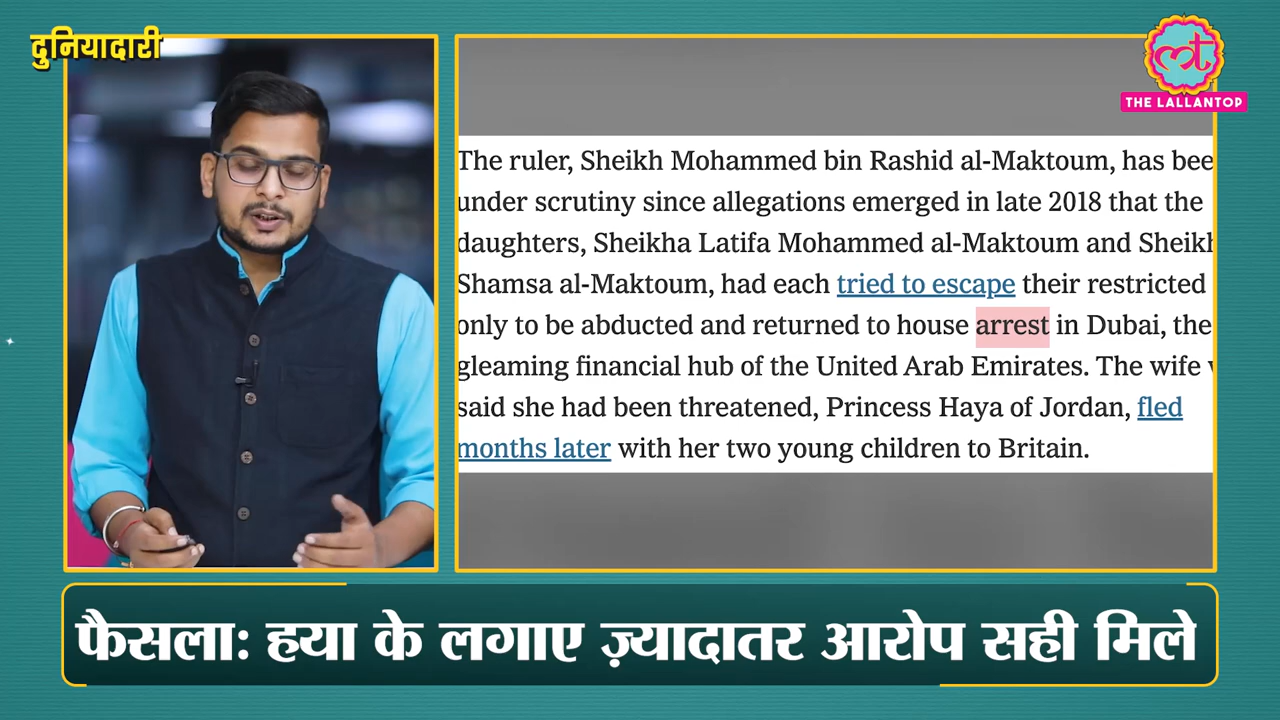 दुनियादारी
THE LALLANTOP
The ruler, Sheikh Mohammed bin Rashid al-Maktoum, has
under scrutiny since allegations emerged in late 2018 that the
daughters, Sheikha Latifa Mohammed al-Maktoum and
Shamsa al-Maktoum, had each tried to escape their restricted
only to be abducted and returned to house arrest in Dubai, the
gleaming financial hub of the United Arab Emirates. The wife
said she had been threatened, Princess Haya of Jordan, fled
months later with her two young children to Britain.
फैसला: हया के लगाए ज़्यादातर आरोप सही मिले